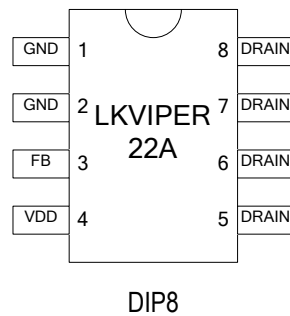 GND 1 8 DRAIN
GND 2 7 DRAIN
LKVIPER
22A
FB 3 6 DRAIN
VDD 4 5 DRAIN
DIP8